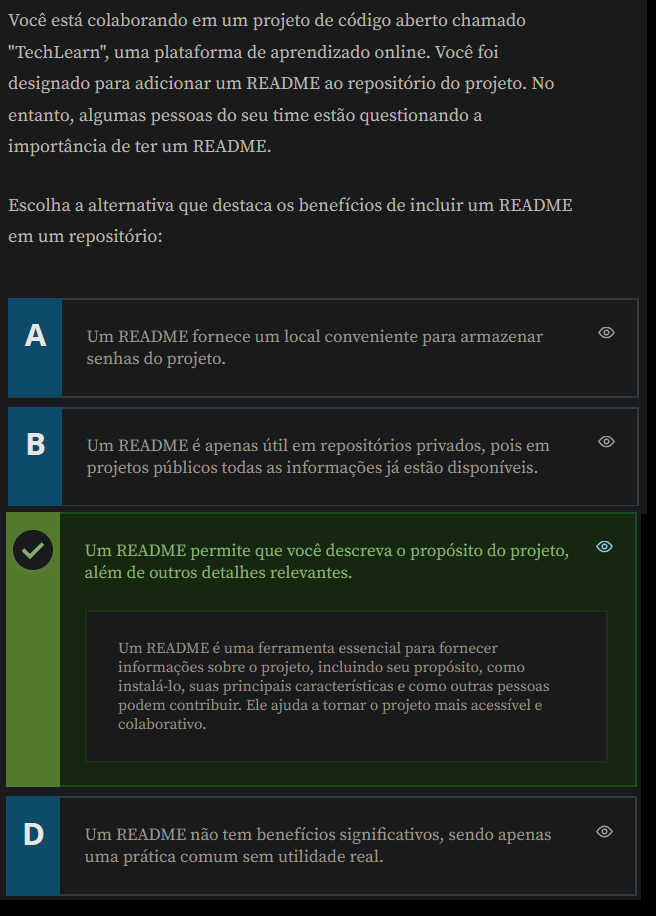 Você está colaborando em um projeto de código aberto chamado
"TechLearn", uma plataforma de aprendizado online. Você foi
designado para adicionar um README ao repositório do projeto. No
entanto, algumas pessoas do seu time estão questionando a
importância de ter um README.
Escolha a alternativa que destaca os benefícios de incluir um README
em um repositório:
A
Um README fornece um local conveniente para armazenar
senhas do projeto.
B
Um README é apenas útil em repositórios privados, pois em
projetos públicos todas as informações já estão disponíveis.
Um README permite que você descreva o propósito do projeto,
além de outros detalhes relevantes.
Um README é uma ferramenta essencial para fornecer
informações sobre o projeto, incluindo seu propósito, como
instalá-lo, suas principais características e como outras pessoas
podem contribuir. Ele ajuda a tornar o projeto mais acessível e
colaborativo.
D
Um README não tem benefícios significativos, sendo apenas
uma prática comum sem utilidade real.